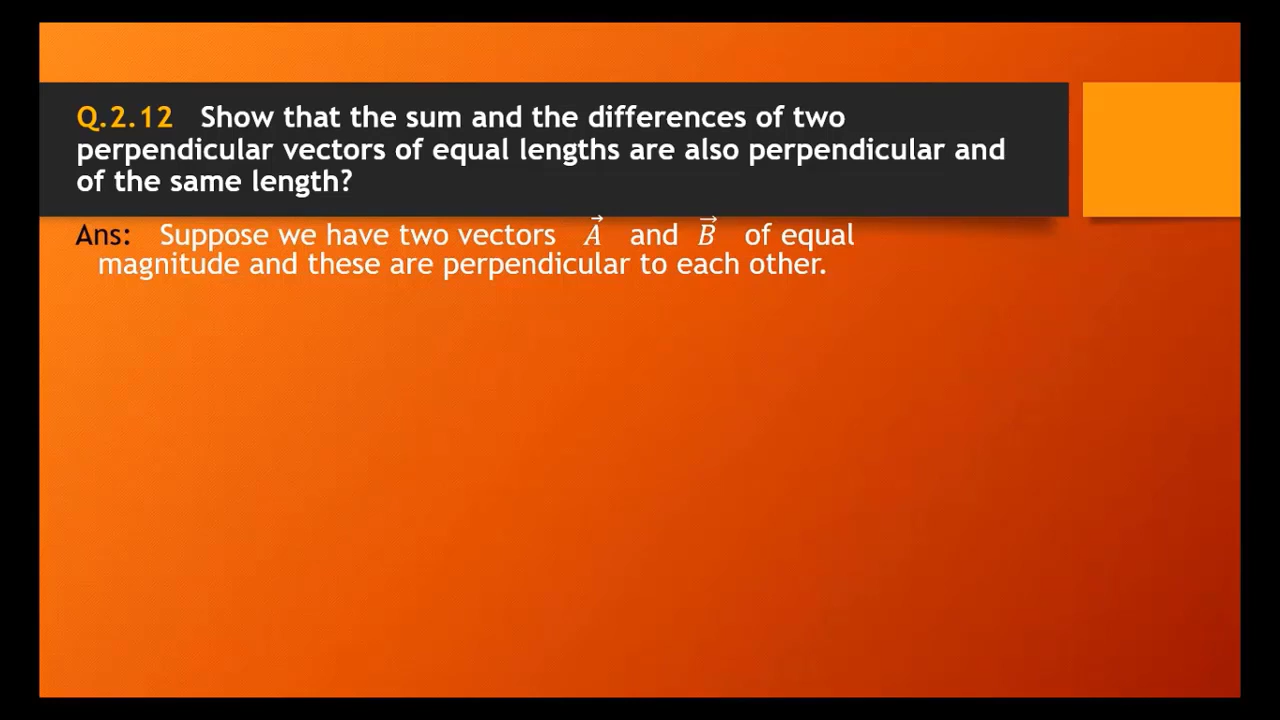 Q.2.12 Show that the sum and the differences of two
perpendicular vectors of equal lengths are also perpendicular and
of the same length?
Ans: Suppose we have two vectors A⃗ and B⃗ of equal
magnitude and these are perpendicular to each other.